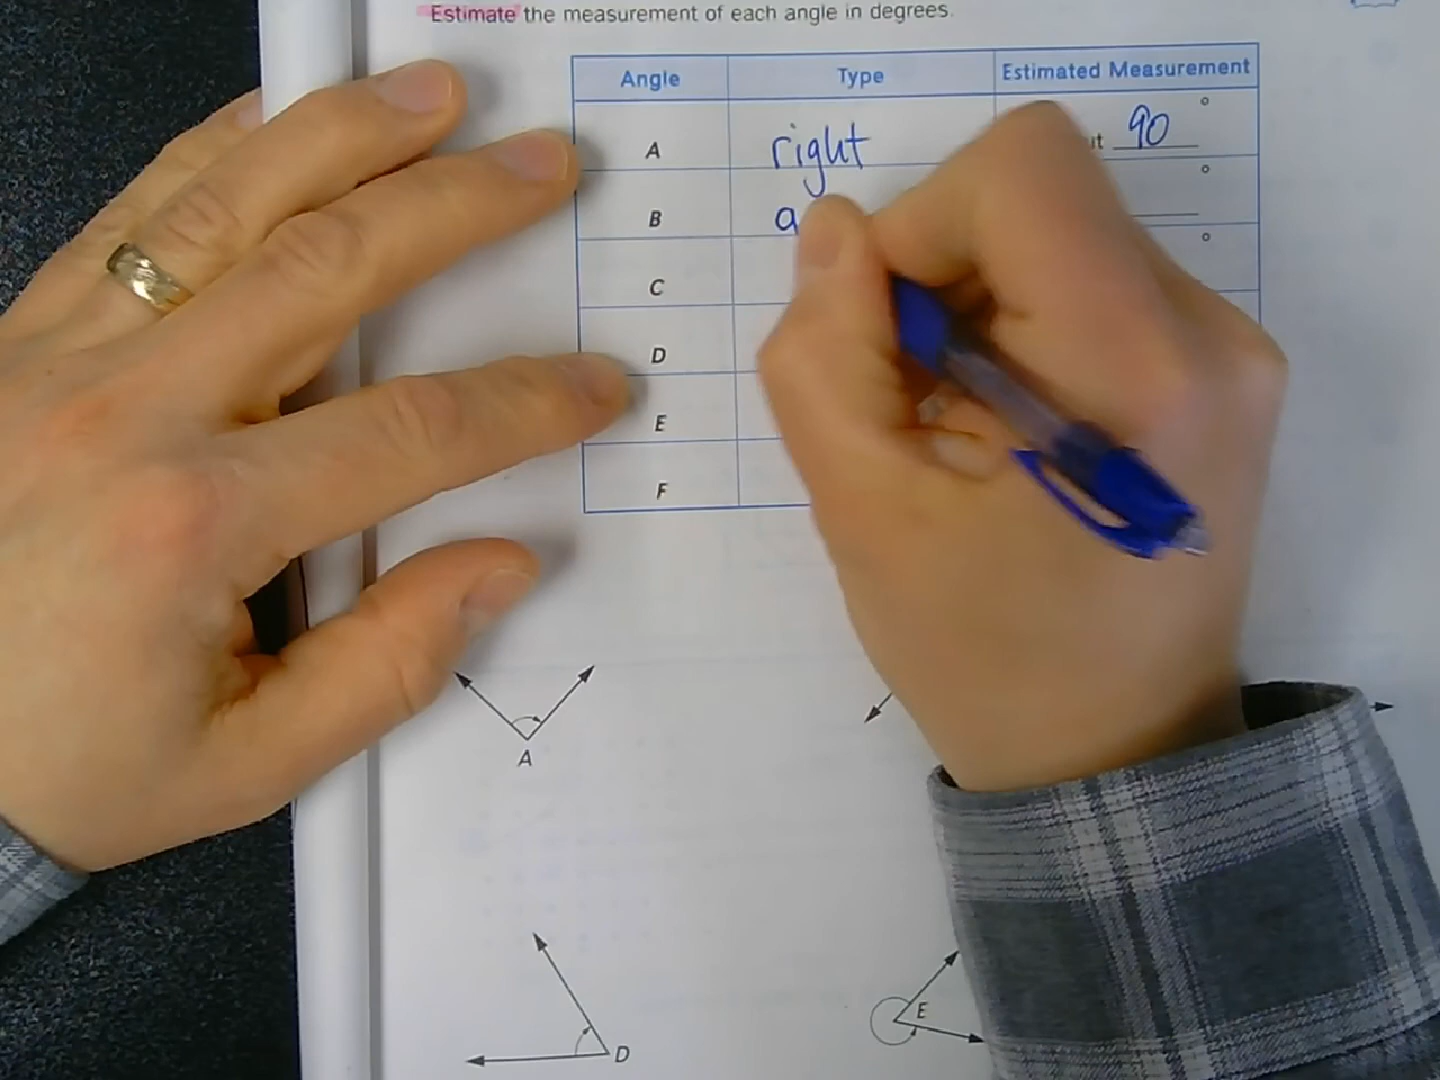 Estimate the measurement of each angle in degrees.
Angle Type Estimated Measurement
A right 90°
B a °
C °
D
E
F
A
D
E